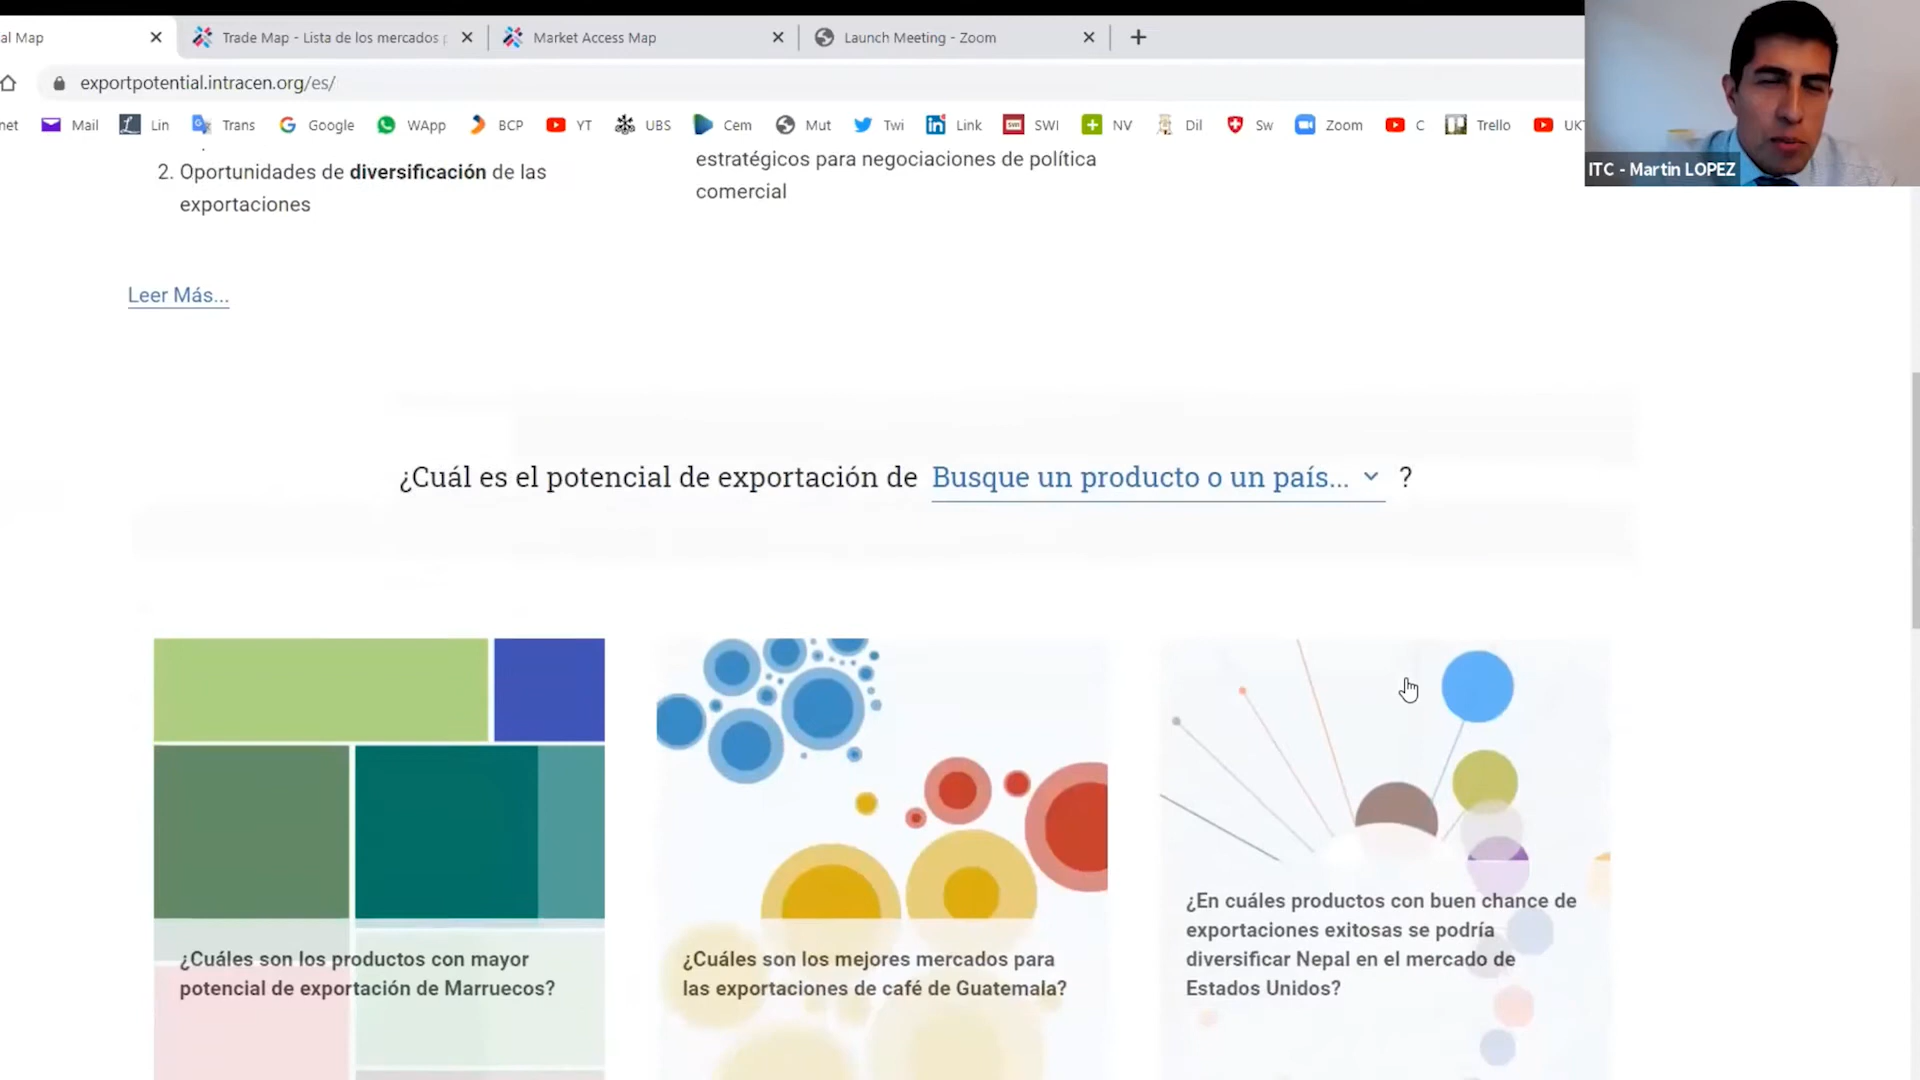 al Map
Trade Map - Lista de los mercados
Market Access Map
Launch Meeting - Zoom
exportpotential.intracen.org/es/
net Mail Lin Trans Google WApp BCP YT UBS Cem Mut Twi Link SWI NV Dil Sw Zoom C Trello UK
ITC - Martin LOPEZ
2. Oportunidades de diversificación de las
exportaciones
estratégicos para negociaciones de política
comercial
Leer Más...
¿Cuál es el potencial de exportación de Busque un producto o un país... ?
¿Cuáles son los productos con mayor
potencial de exportación de Marruecos?
¿Cuáles son los mejores mercados para
las exportaciones de café de Guatemala?
¿En cuáles productos con buen chance de
exportaciones exitosas se podría
diversificar Nepal en el mercado de
Estados Unidos?